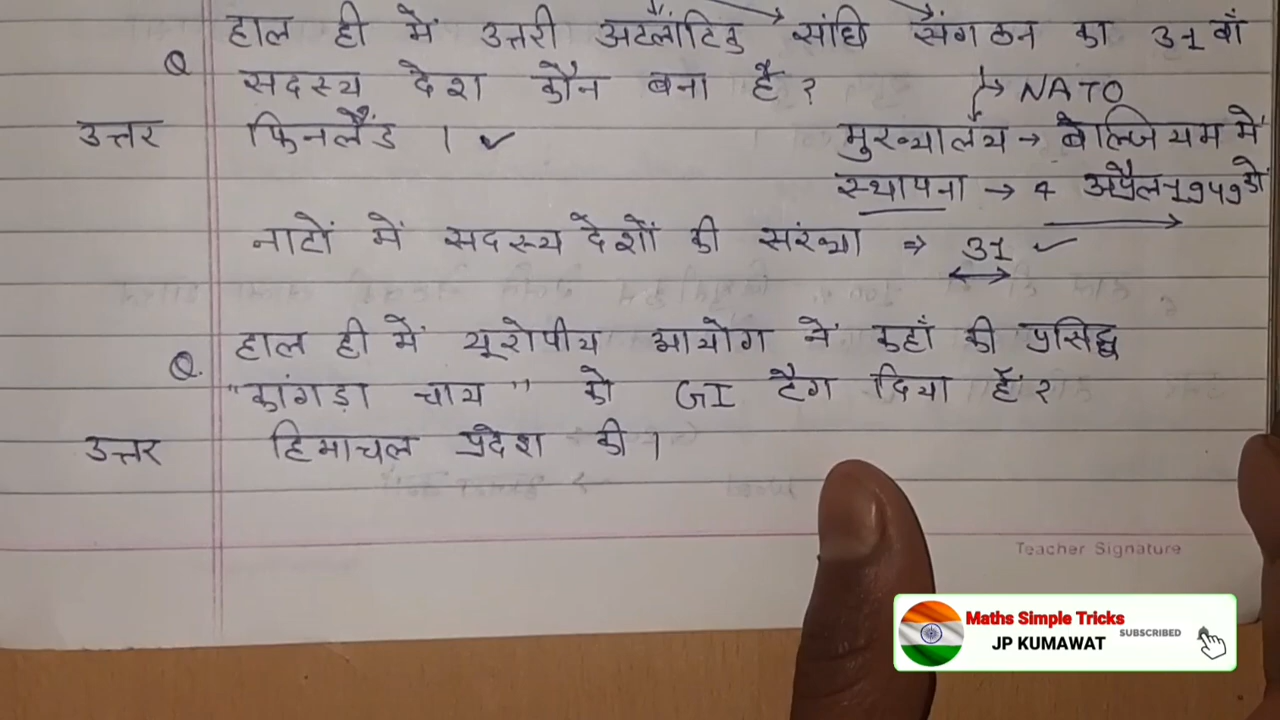 हाल ही में उत्तरी अटलांटिक संधि संगठन का 31 वाँ
Q सदस्य देश कौन बना है ?
→ NATO
उत्तर फिनलैंड । ✓
मुख्यालय → बेल्जियम में
स्थापना → 4 अप्रैल 1949 को
नाटों में सदस्य देशों की संख्या ⇒ 31 ✓
Q. हाल ही में यूरोपीय आयोग ने कहाँ की प्रसिद्ध
"कांगड़ा चाय" को GI टैग दिया हैं ?
उत्तर हिमाचल प्रदेश की ।
Teacher Signature
Maths Simple Tricks
JP KUMAWAT
SUBSCRIBED